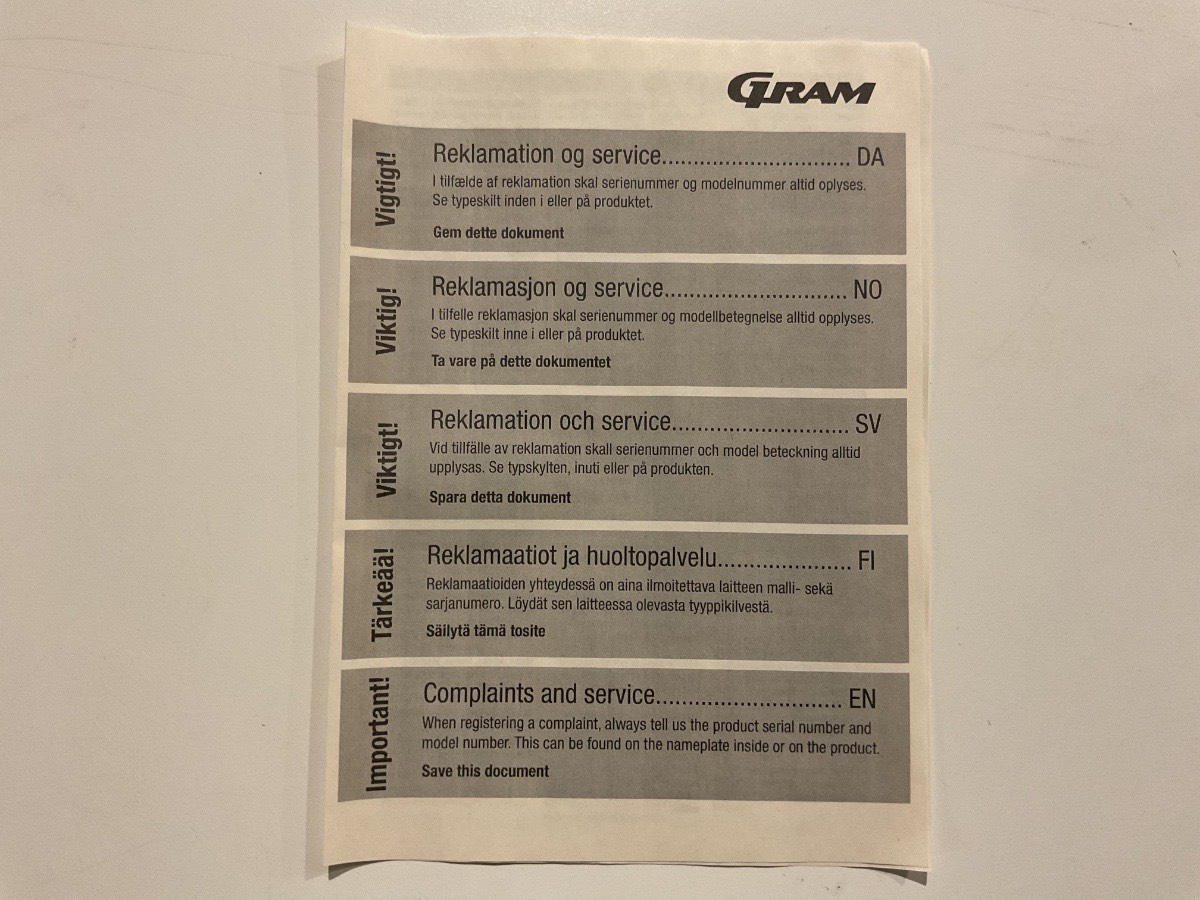 GRAM
Vigtigt!
Reklamation og service.............................. DA
I tilfælde af reklamation skal serienummer og modelnummer altid oplyses.
Se typeskilt inden i eller på produktet.
Gem dette dokument
Viktig!
Reklamasjon og service............................. NO
I tilfelle reklamasjon skal serienummer og modellbetegnelse alltid opplyses.
Se typeskilt inne i eller på produktet.
Ta vare på dette dokumentet
Viktigt!
Reklamation och service............................ SV
Vid tillfälle av reklamation skall serienummer och model beteckning alltid
upplysas. Se typskylten, inuti eller på produkten.
Spara detta dokument
Tärkeää!
Reklamaatiot ja huoltopalvelu..................... FI
Reklamaatioiden yhteydessä on aina ilmoitettava laitteen malli- sekä
sarjanumero. Löydät sen laitteessa olevasta tyyppikilvestä.
Säilytä tämä tosite
Important!
Complaints and service.............................. EN
When registering a complaint, always tell us the product serial number and
model number. This can be found on the nameplate inside or on the product.
Save this document